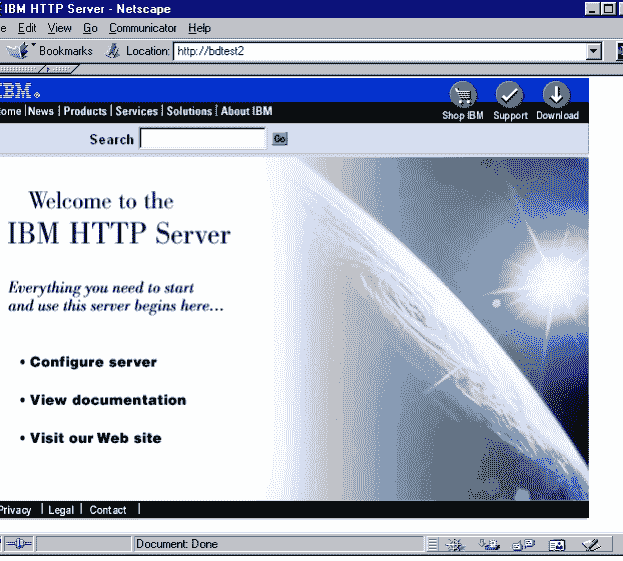 IBM HTTP Server - Netscape
Edit View Go Communicator Help
Bookmarks Location: http://bdtest2
IBM
ome News Products Services Solutions About IBM
Shop IBM Support Download
Search Go
Welcome to the
IBM HTTP Server
Everything you need to start
and use this server begins here...
• Configure server
• View documentation
• Visit our Web site
Privacy Legal Contact
Document: Done